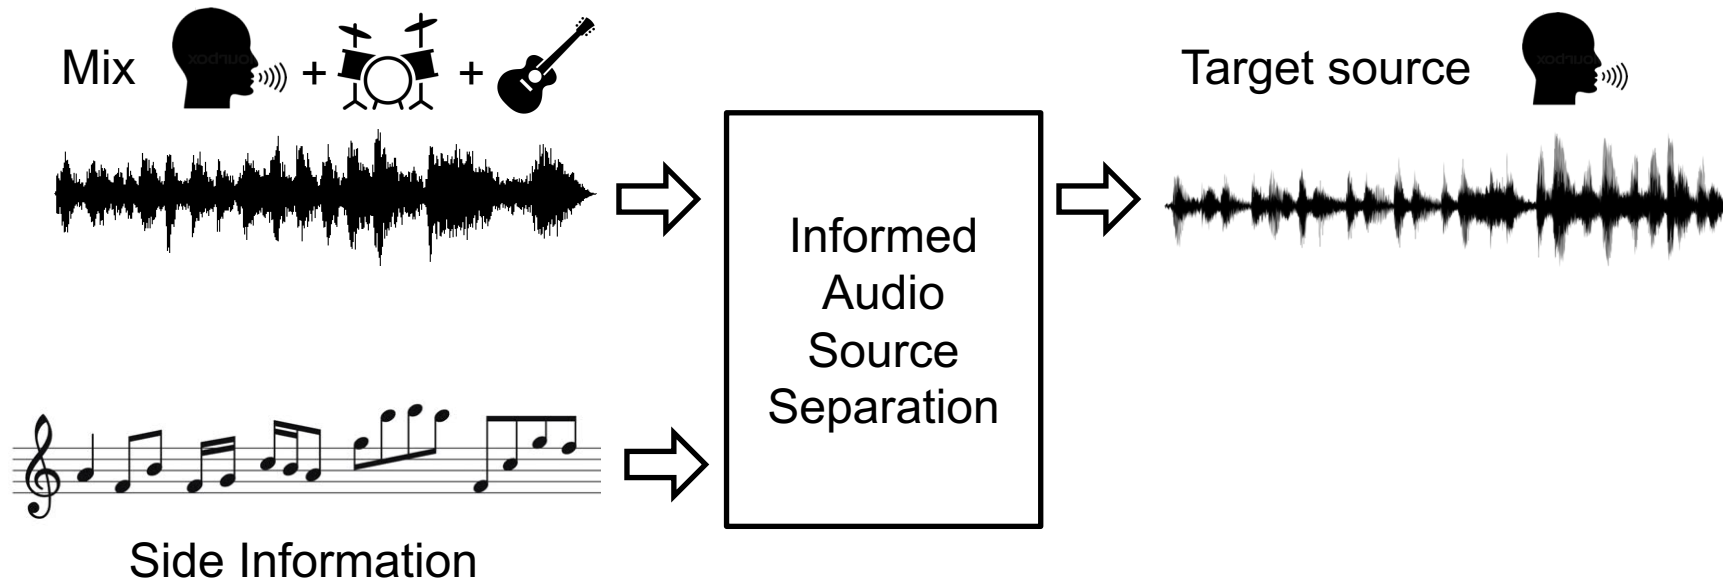 Mix + +
Target source
Informed
Audio
Source
Separation
Side Information